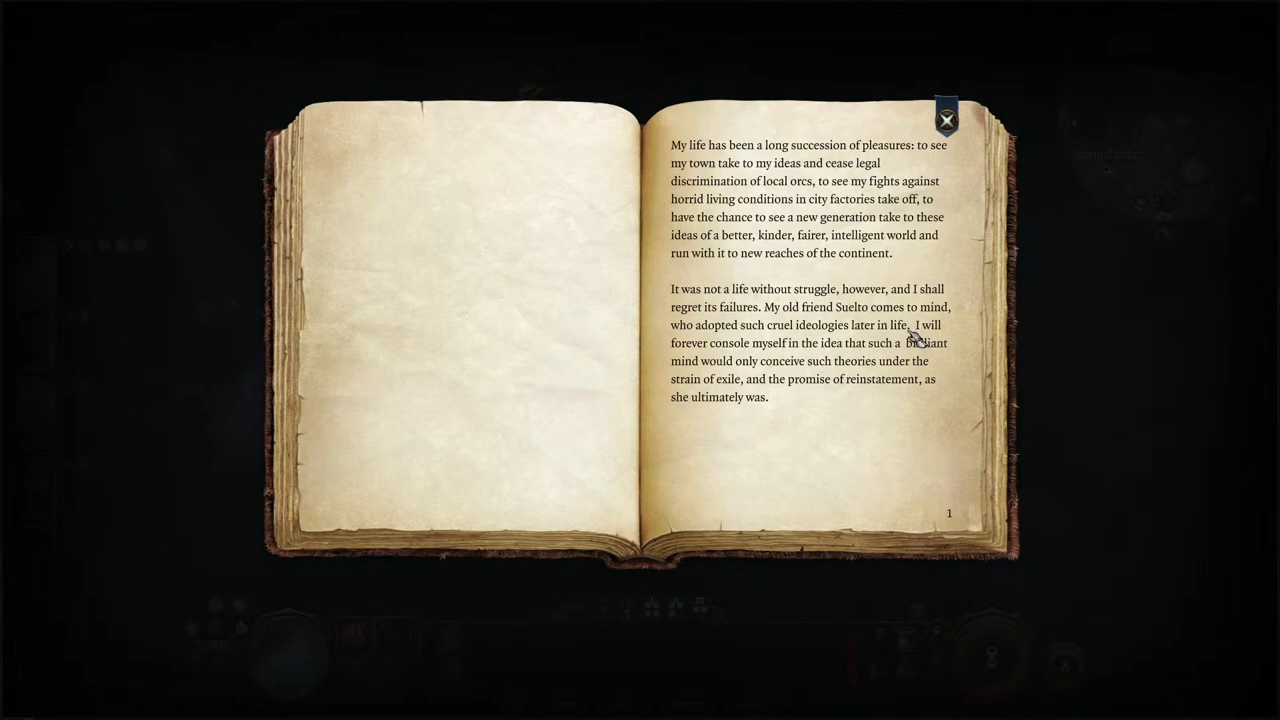 My life has been a long succession of pleasures: to see
my town take to my ideas and cease legal
discrimination of local orcs, to see my fights against
horrid living conditions in city factories take off, to
have the chance to see a new generation take to these
ideas of a better, kinder, fairer, intelligent world and
run with it to new reaches of the continent.
It was not a life without struggle, however, and I shall
regret its failures. My old friend Suelto comes to mind,
who adopted such cruel ideologies later in life. I will
forever console myself in the idea that such a brilliant
mind would only conceive such theories under the
strain of exile, and the promise of reinstatement, as
she ultimately was.
1